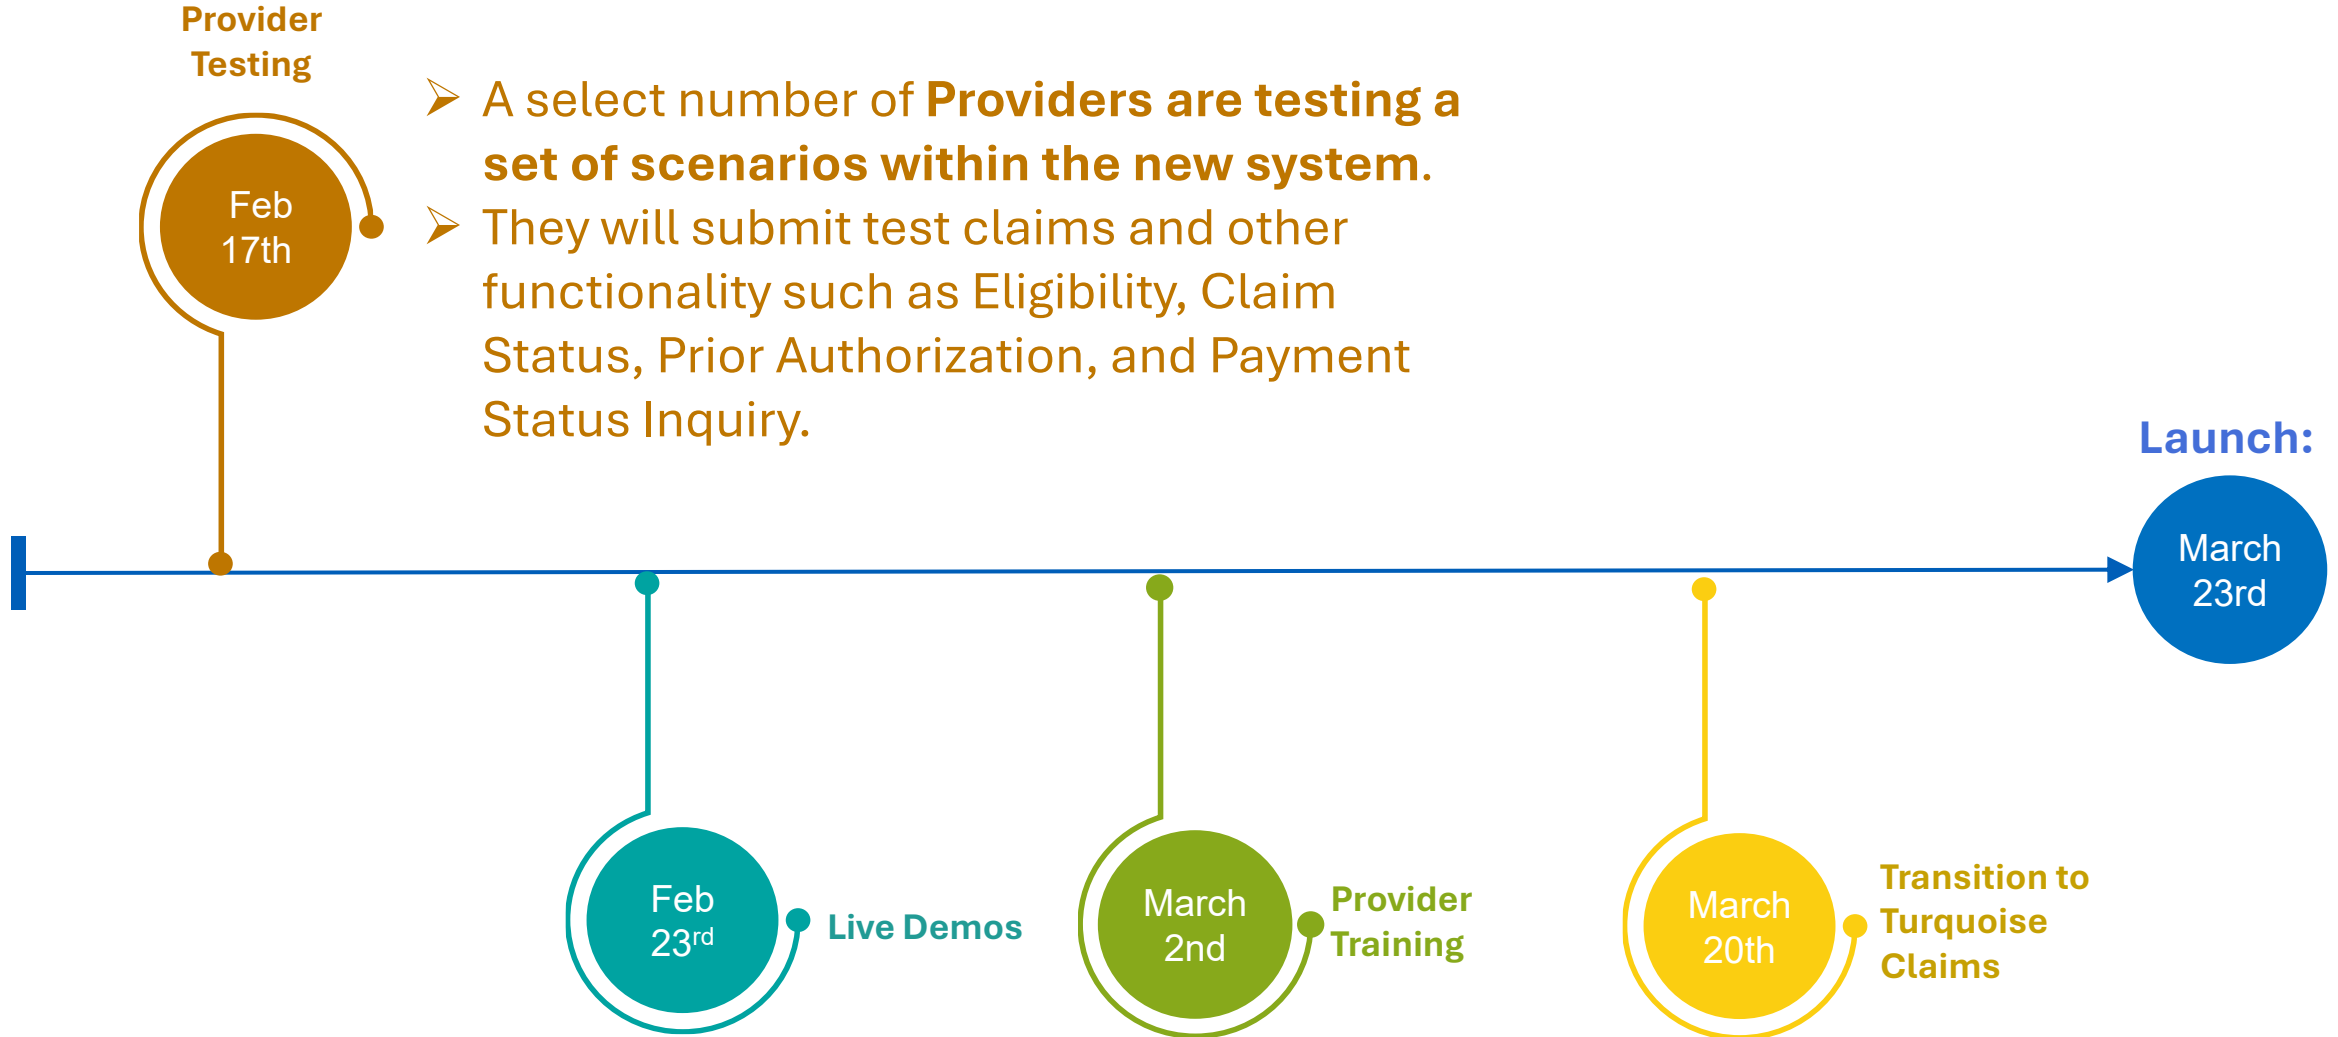 Provider
Testing
Feb
17th
➢ A select number of Providers are testing a
set of scenarios within the new system.
➢ They will submit test claims and other
functionality such as Eligibility, Claim
Status, Prior Authorization, and Payment
Status Inquiry.
Launch:
March
23rd
Feb
23rd
Live Demos
March
2nd
Provider
Training
March
20th
Transition to
Turquoise
Claims